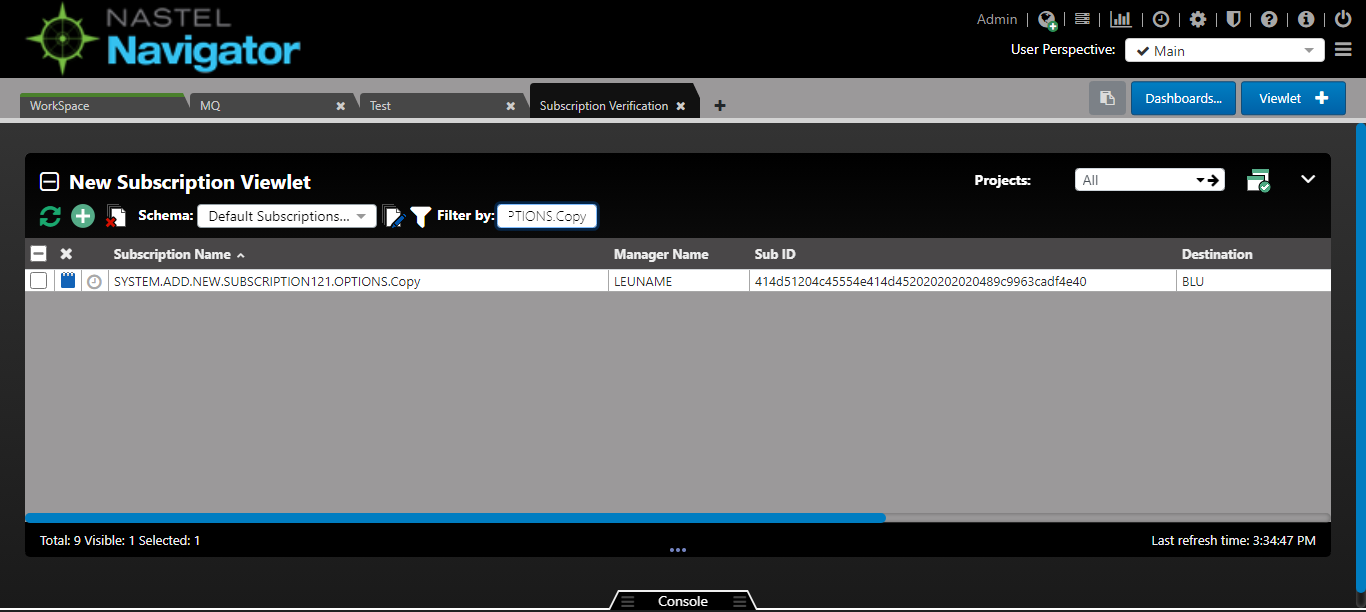 NASTEL
Navigator
Admin
User Perspective: Main
WorkSpace
MQ
Test
Subscription Verification
Dashboards...
Viewlet
New Subscription Viewlet
Projects: All
Schema: Default Subscriptions... Filter by: PTIONS.Copy
Subscription Name Manager Name Sub ID Destination
SYSTEM.ADD.NEW.SUBSCRIPTION121.OPTIONS.Copy LEUNAME 414d51204c45554e414d452020202020489c9963cadf4e40 BLU
Total: 9 Visible: 1 Selected: 1
Last refresh time: 3:34:47 PM
Console